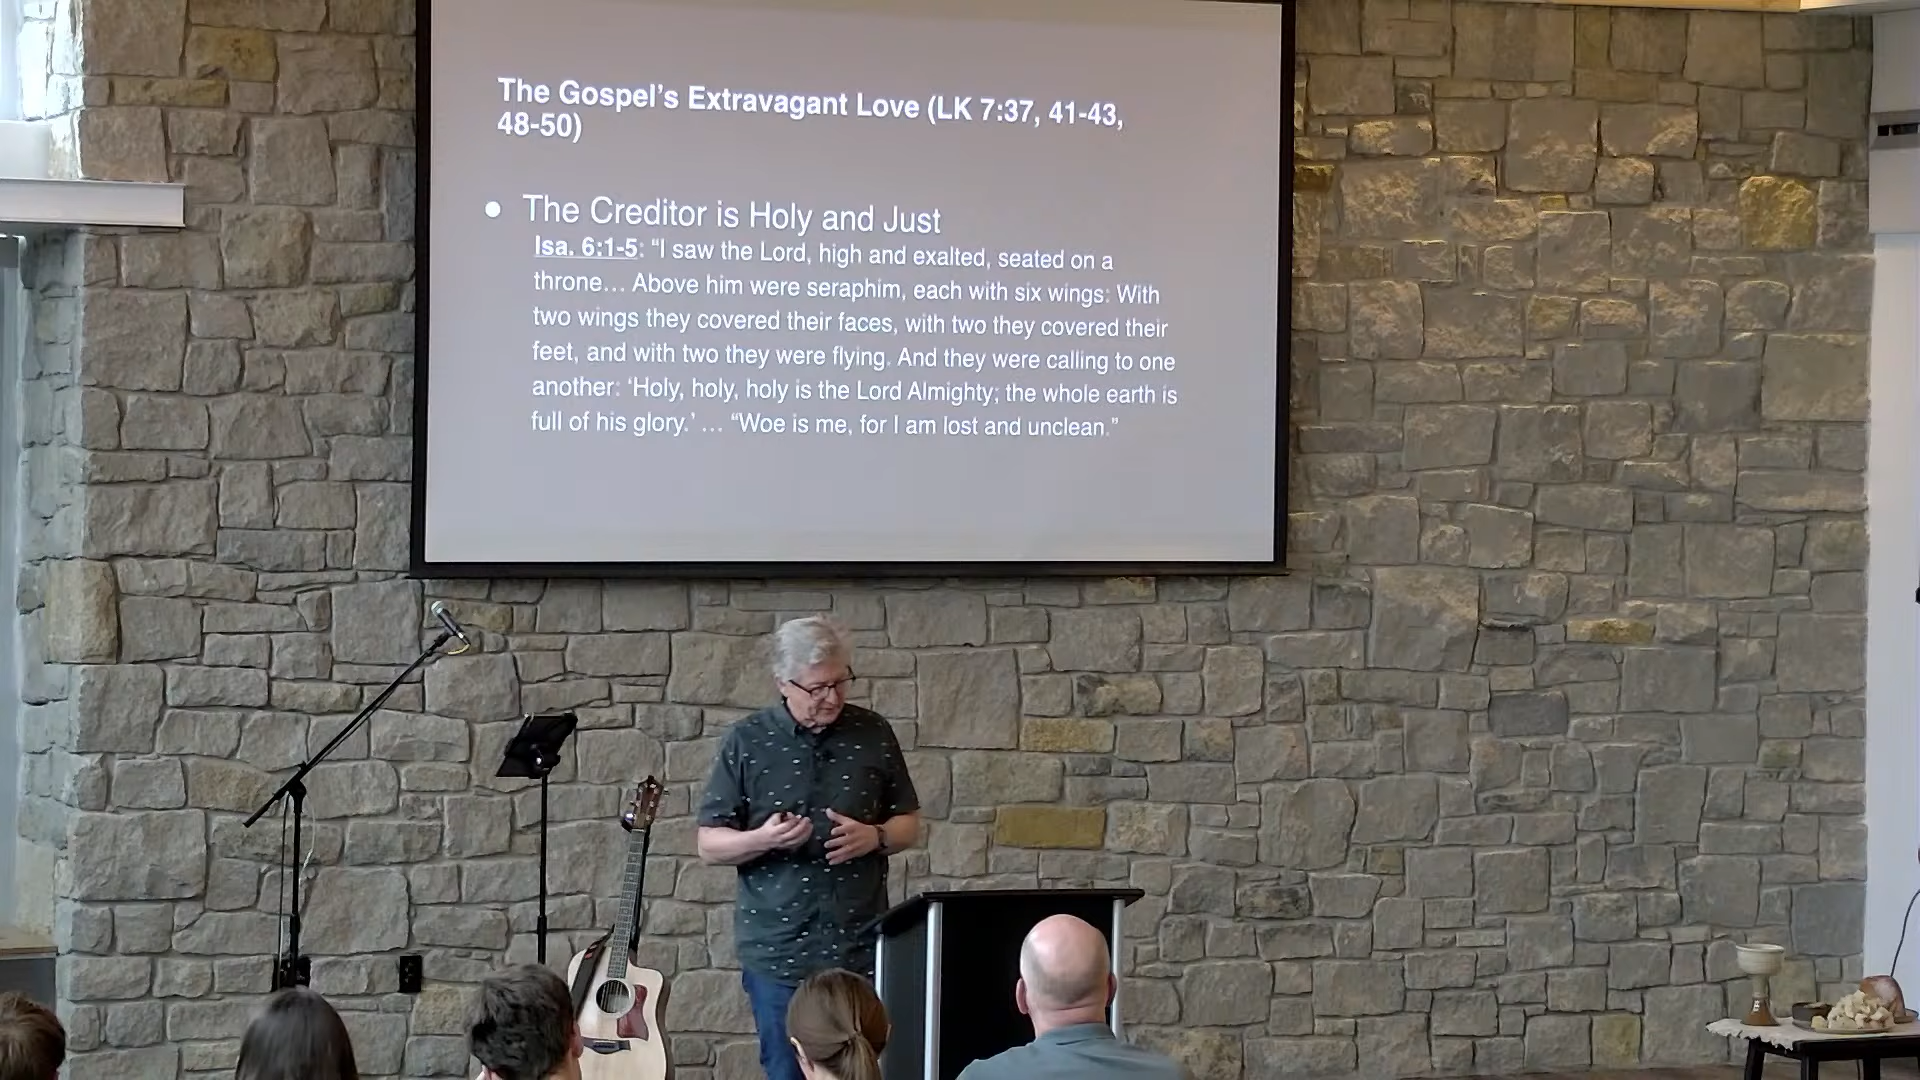 The Gospel’s Extravagant Love (LK 7:37, 41-43,
48-50)
● The Creditor is Holy and Just
Isa. 6:1-5: “I saw the Lord, high and exalted, seated on a
throne… Above him were seraphim, each with six wings: With
two wings they covered their faces, with two they covered their
feet, and with two they were flying. And they were calling to one
another: ‘Holy, holy, holy is the Lord Almighty; the whole earth is
full of his glory.’ … “Woe is me, for I am lost and unclean.”